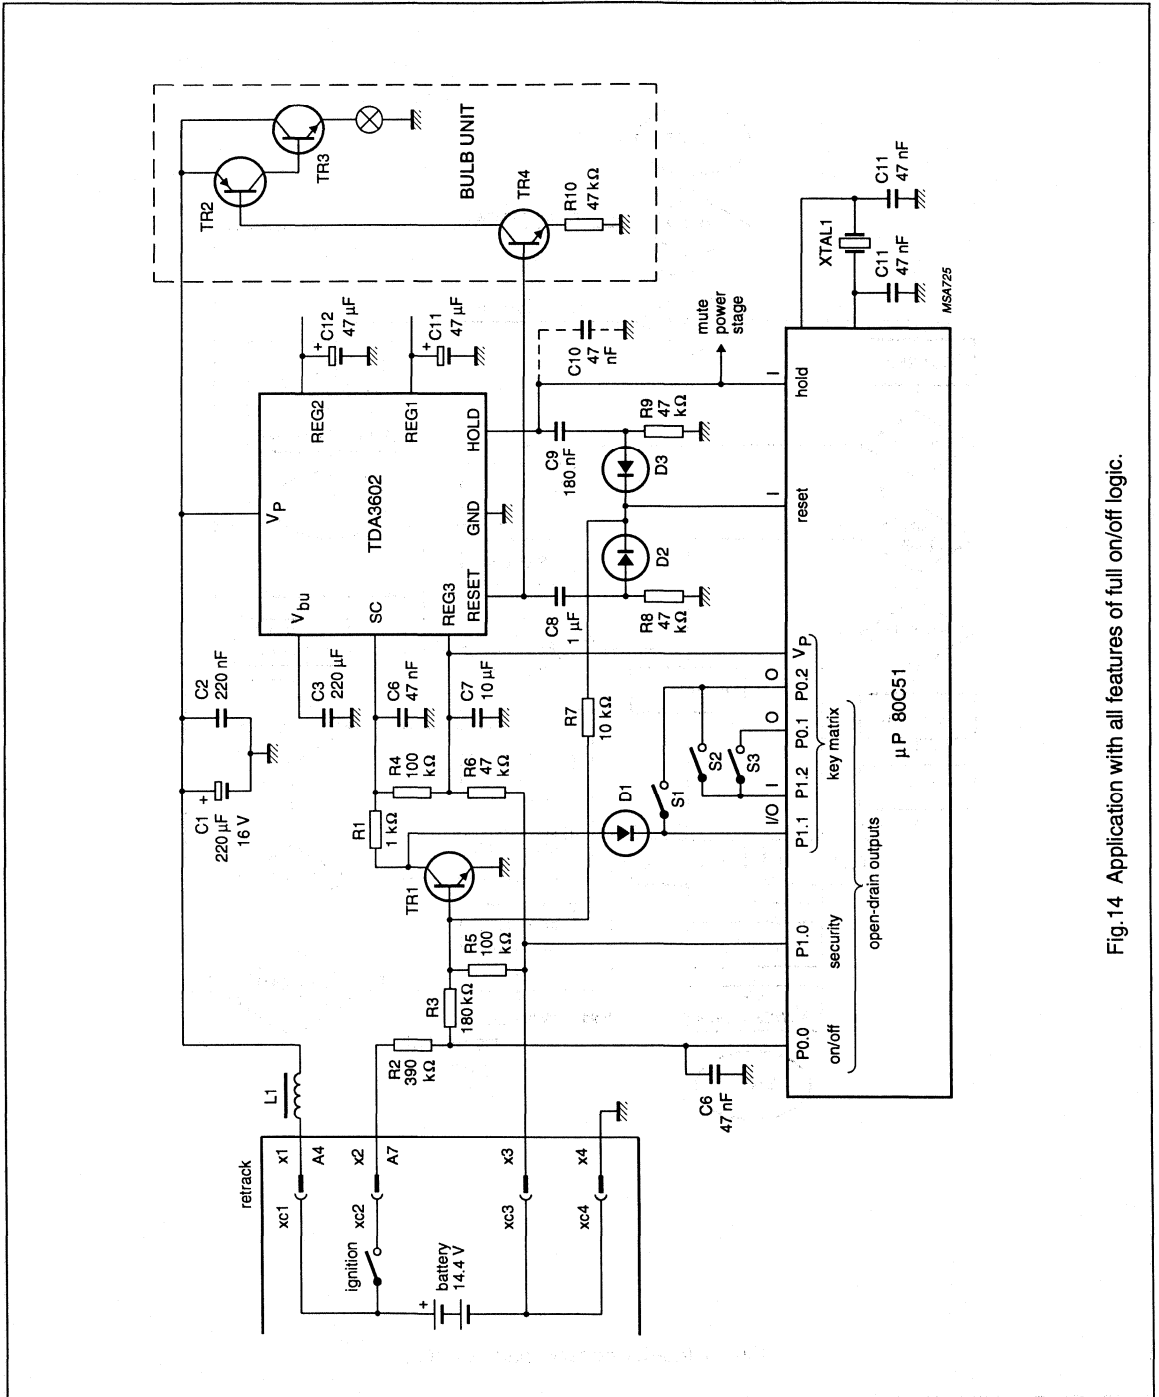 BULB UNIT
TR2
TR3
TR4
R10
47 kΩ
C12
47 µF
C11
47 µF
REG2
REG1
HOLD
VP
TDA3602
GND
Vbu
SC
REG3
RESET
C10
47
nF
mute
power
stage
XTAL1
C11
47 nF
C11
47 nF
MSA725
C9
180 nF
R9
47
kΩ
D3
D2
C8
1 µF
R8
47
kΩ
C2
220 nF
C1
220 µF
16 V
C3
220 µF
C6
47 nF
C7
10 µF
R4
100
kΩ
R6
47
kΩ
R1
1 kΩ
R7
10 kΩ
TR1
D1
S1
S2
S3
R5
100
kΩ
R3
180 kΩ
R2
390
kΩ
L1
C6
47 nF
retrack
xc1
x1
A4
xc2
x2
A7
xc3
x3
xc4
x4
ignition
battery
14.4 V
I
hold
I
reset
VP
O
P0.2
O
P0.1
I
P1.2
I/O
P1.1
key matrix
P1.0
security
P0.0
on/off
open-drain outputs
µP 80C51
Fig.14 Application with all features of full on/off logic.